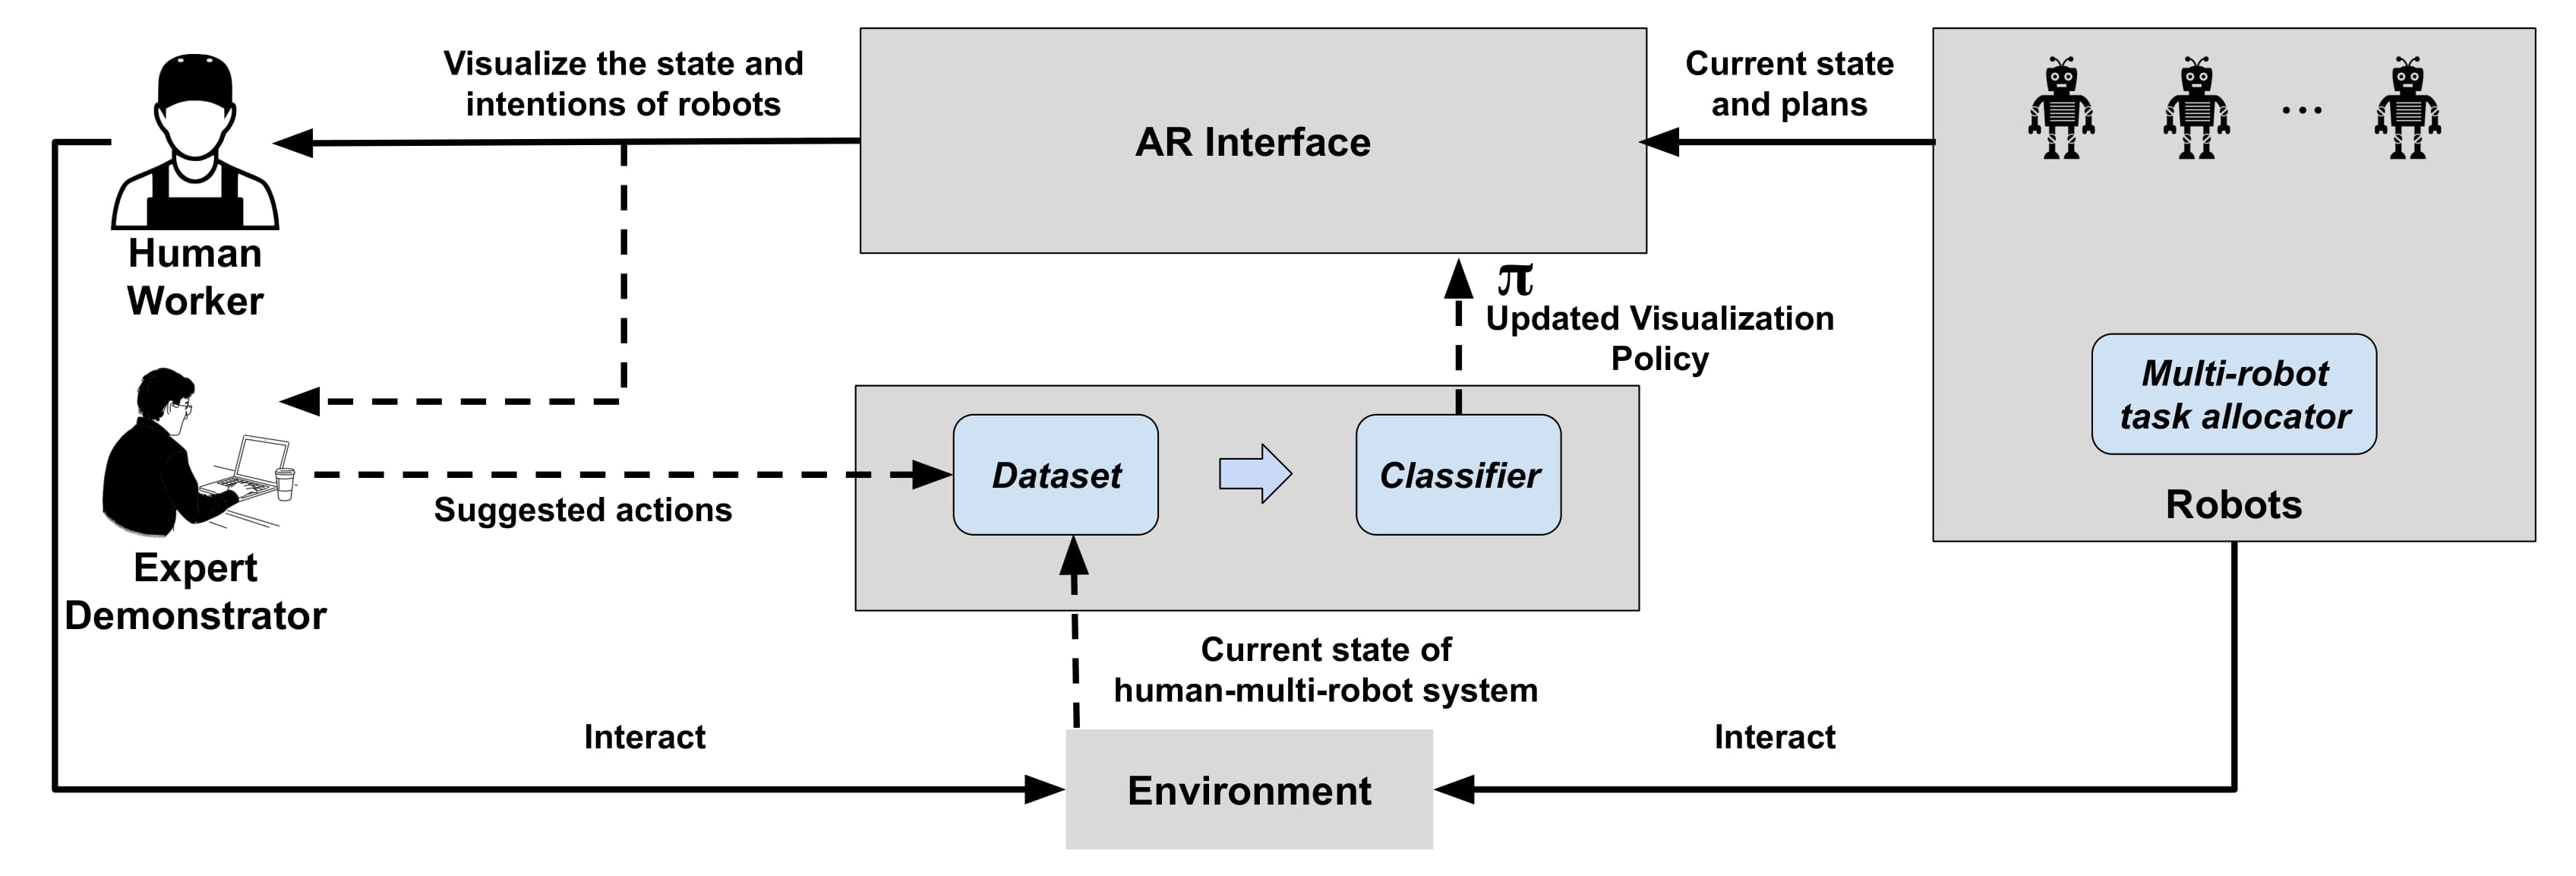 Visualize the state and
intentions of robots
Current state
and plans
AR Interface
...
Human
Worker
π
Updated Visualization
Policy
Multi-robot
task allocator
Dataset
Classifier
Suggested actions
Robots
Expert
Demonstrator
Current state of
human-multi-robot system
Interact
Interact
Environment